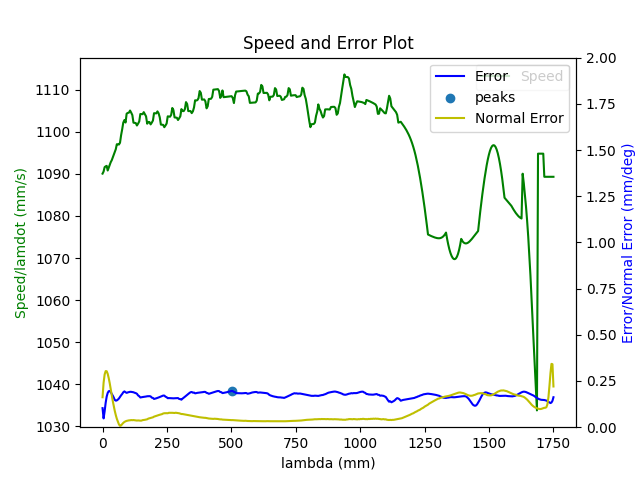 Speed and Error Plot
Speed/lamdot (mm/s)
1110
1100
1090
1080
1070
1060
1050
1040
1030
Error
Speed
peaks
Normal Error
2.00
1.75
1.50
1.25
1.00
0.75
0.50
0.25
0.00
Error/Normal Error (mm/deg)
0 250 500 750 1000 1250 1500 1750
lambda (mm)